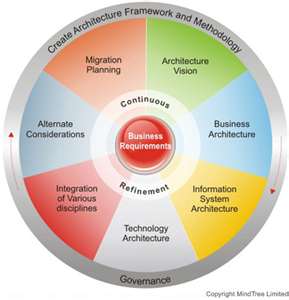 Create Architecture Framework and Methodology
Migration
Planning
Architecture
Vision
Continuous
Alternate
Considerations
Business
Requirements
Business
Architecture
Refinement
Integration
of Various
disciplines
Information
System
Architecture
Technology
Architecture
Governance
Copyright MindTree Limited